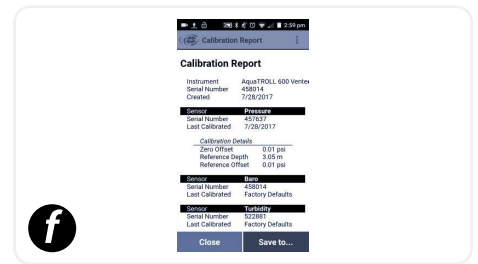 2:59 pm
Calibration Report
Calibration Report
Instrument AquaTROLL 600 Vente
Serial Number 458014
Created 7/28/2017
Sensor Pressure
Serial Number 457637
Last Calibrated 7/28/2017
Calibration Details
Zero Offset 0.01 psi
Reference Depth 3.05 m
Reference Offset 0.01 psi
Sensor Baro
Serial Number 458014
Last Calibrated Factory Defaults
Sensor Turbidity
Serial Number 522881
Last Calibrated Factory Defaults
Close Save to...
f